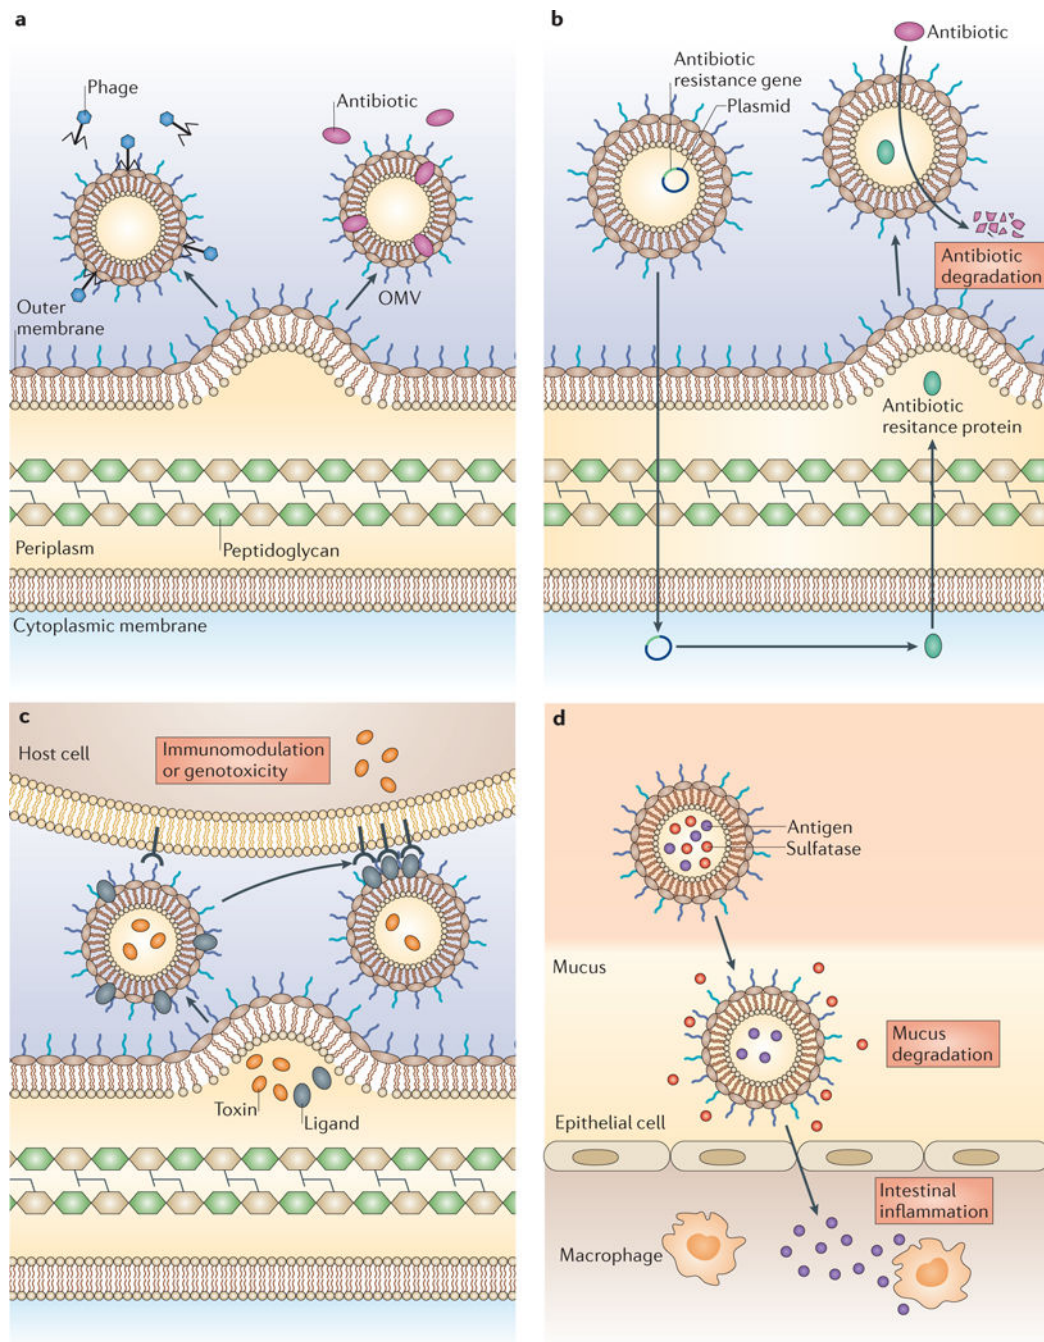 a
Phage
Antibiotic
OMV
Outer
membrane
Periplasm
Peptidoglycan
Cytoplasmic membrane
b
Antibiotic
Antibiotic
resistance gene
Plasmid
Antibiotic
degradation
Antibiotic
resitance protein
c
Host cell
Immunomodulation
or genotoxicity
Toxin
Ligand
d
Antigen
Sulfatase
Mucus
Mucus
degradation
Epithelial cell
Intestinal
inflammation
Macrophage